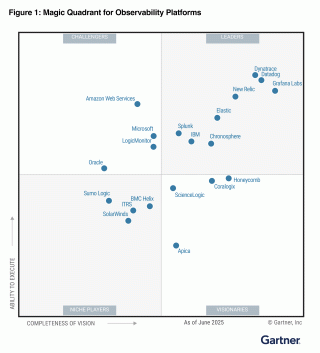 Figure 1: Magic Quadrant for Observability Platforms
CHALLENGERS
LEADERS
Dynatrace
Datadog
Grafana Labs
New Relic
Amazon Web Services
Elastic
Microsoft
Splunk
LogicMonitor
IBM
Chronosphere
Oracle
Honeycomb
Coralogix
ScienceLogic
Sumo Logic
BMC Helix
ITRS
SolarWinds
Apica
ABILITY TO EXECUTE
NICHE PLAYERS
VISIONARIES
COMPLETENESS OF VISION
As of June 2025
© Gartner, Inc
Gartner